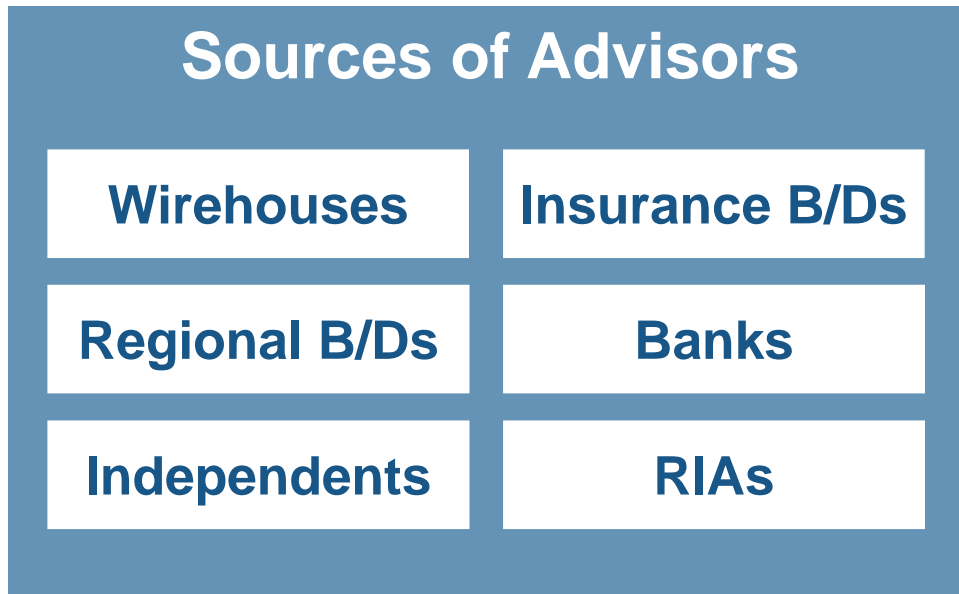 Sources of Advisors
Wirehouses
Insurance B/Ds
Regional B/Ds
Banks
Independents
RIAs